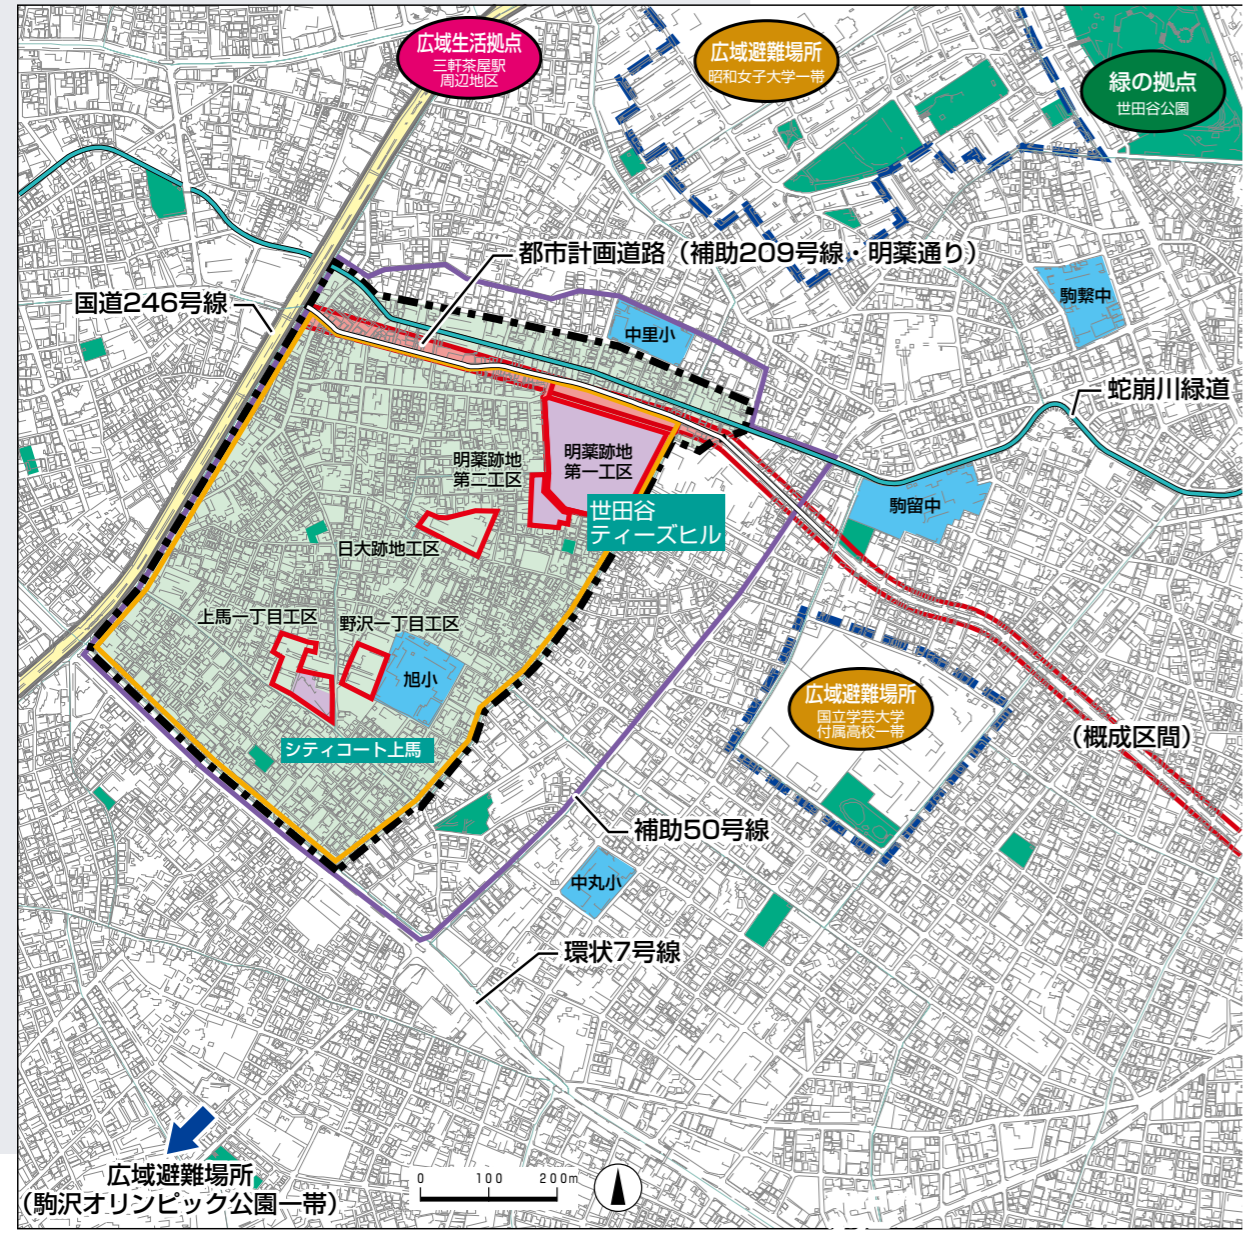 広域生活拠点
三軒茶屋駅
周辺地区
広域避難場所
昭和女子大学一帯
緑の拠点
世田谷公園
都市計画道路（補助209号線・明薬通り）
国道246号線
中里小
駒繋中
蛇崩川緑道
明薬跡地
第一工区
明薬跡地
第二工区
駒留中
世田谷
ティーズヒル
日大跡地工区
上馬一丁目工区
野沢一丁目工区
旭小
広域避難場所
国立学芸大学
付属高校一帯
（概成区間）
シティコート上馬
補助50号線
中丸小
環状7号線
広域避難場所
（駒沢オリンピック公園一帯）
0 100 200m